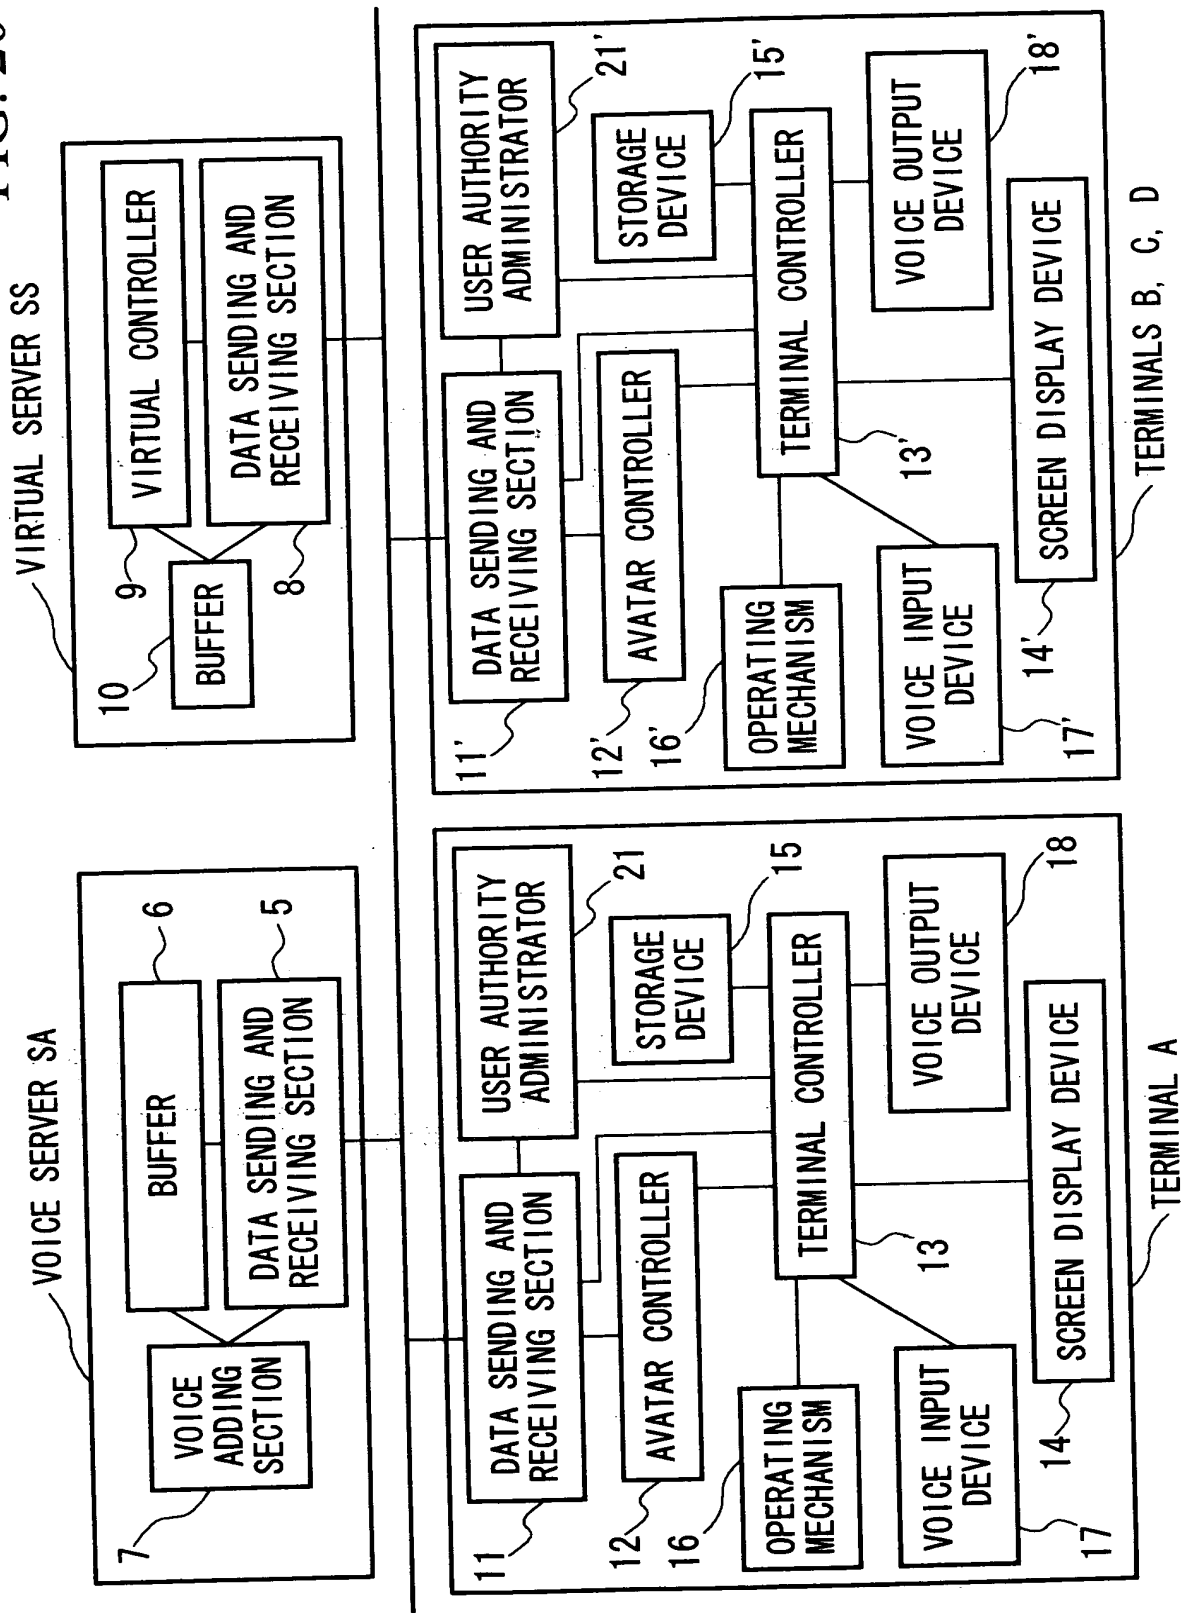 VOICE SERVER SA
BUFFER
6
DATA SENDING AND
RECEIVING SECTION
5
VOICE
ADDING
SECTION
7
VIRTUAL SERVER SS
VIRTUAL CONTROLLER
9
DATA SENDING AND
RECEIVING SECTION
8
BUFFER
10
DATA SENDING AND
RECEIVING SECTION
11
USER AUTHORITY
ADMINISTRATOR
21
AVATAR CONTROLLER
12
STORAGE
DEVICE
15
OPERATING
MECHANISM
16
TERMINAL CONTROLLER
13
VOICE INPUT
DEVICE
17
VOICE OUTPUT
DEVICE
18
SCREEN DISPLAY DEVICE
14
TERMINAL A
DATA SENDING AND
RECEIVING SECTION
11'
USER AUTHORITY
ADMINISTRATOR
21'
AVATAR CONTROLLER
12'
STORAGE
DEVICE
15'
OPERATING
MECHANISM
16'
TERMINAL CONTROLLER
13'
VOICE INPUT
DEVICE
17'
VOICE OUTPUT
DEVICE
18'
SCREEN DISPLAY DEVICE
14'
TERMINALS B, C, D